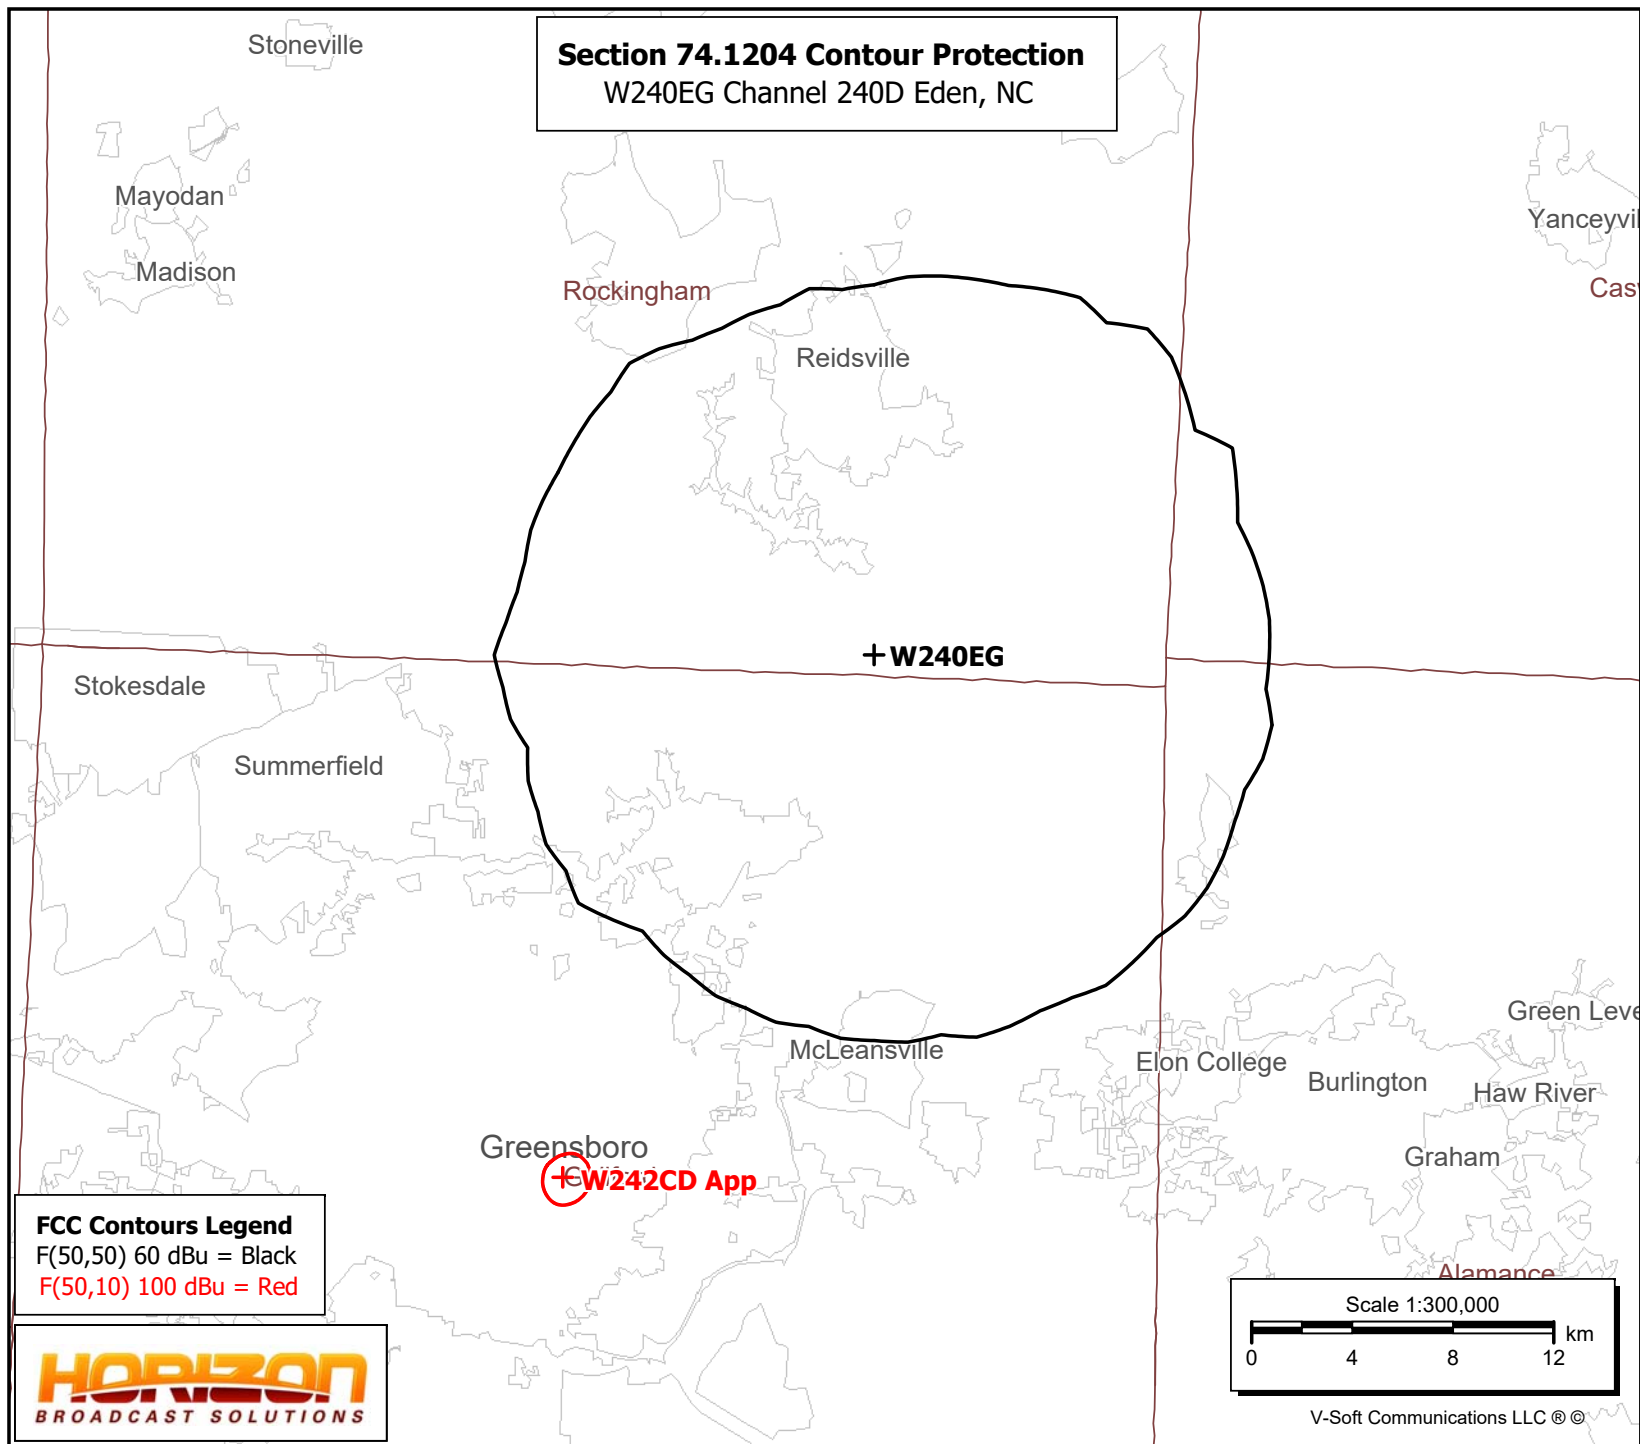 Section 74.1204 Contour Protection
W240EG Channel 240D Eden, NC
Stoneville
Mayodan
Madison
Yanceyvil
Rockingham
Cas
Reidsville
W240EG
Stokesdale
Summerfield
McLeansville
Elon College
Green Leve
Burlington
Haw River
Greensboro
Graham
W242CD App
FCC Contours Legend
F(50,50) 60 dBu = Black
F(50,10) 100 dBu = Red
Alamance
Scale 1:300,000
km
0 4 8 12
HORIZON
BROADCAST SOLUTIONS
V-Soft Communications LLC ® ©